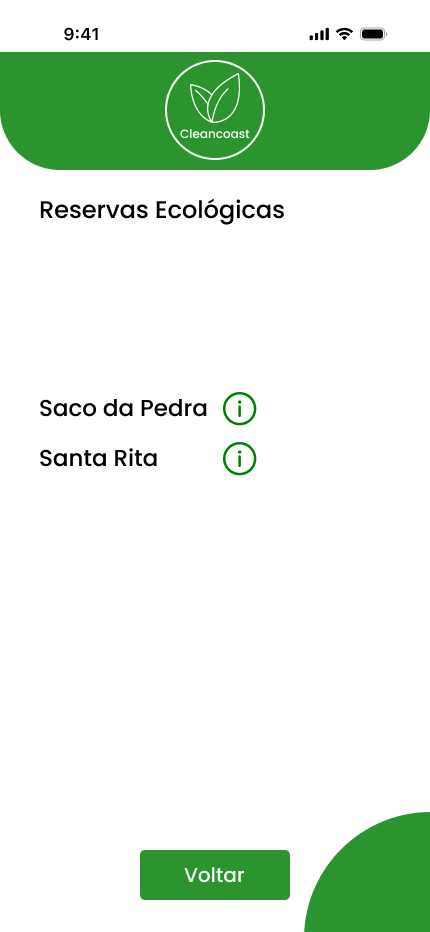 9:41
Cleancoast
Reservas Ecológicas
Saco da Pedra
Santa Rita
Voltar